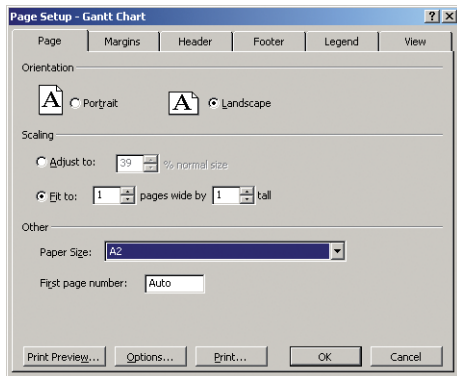 Page Setup - Gantt Chart
Page Margins Header Footer Legend View
Orientation
A Portrait A Landscape
Scaling
Adjust to: 39 % normal size
Fit to: 1 pages wide by 1 tall
Other
Paper Size: A2
First page number: Auto
Print Preview... Options... Print... OK Cancel